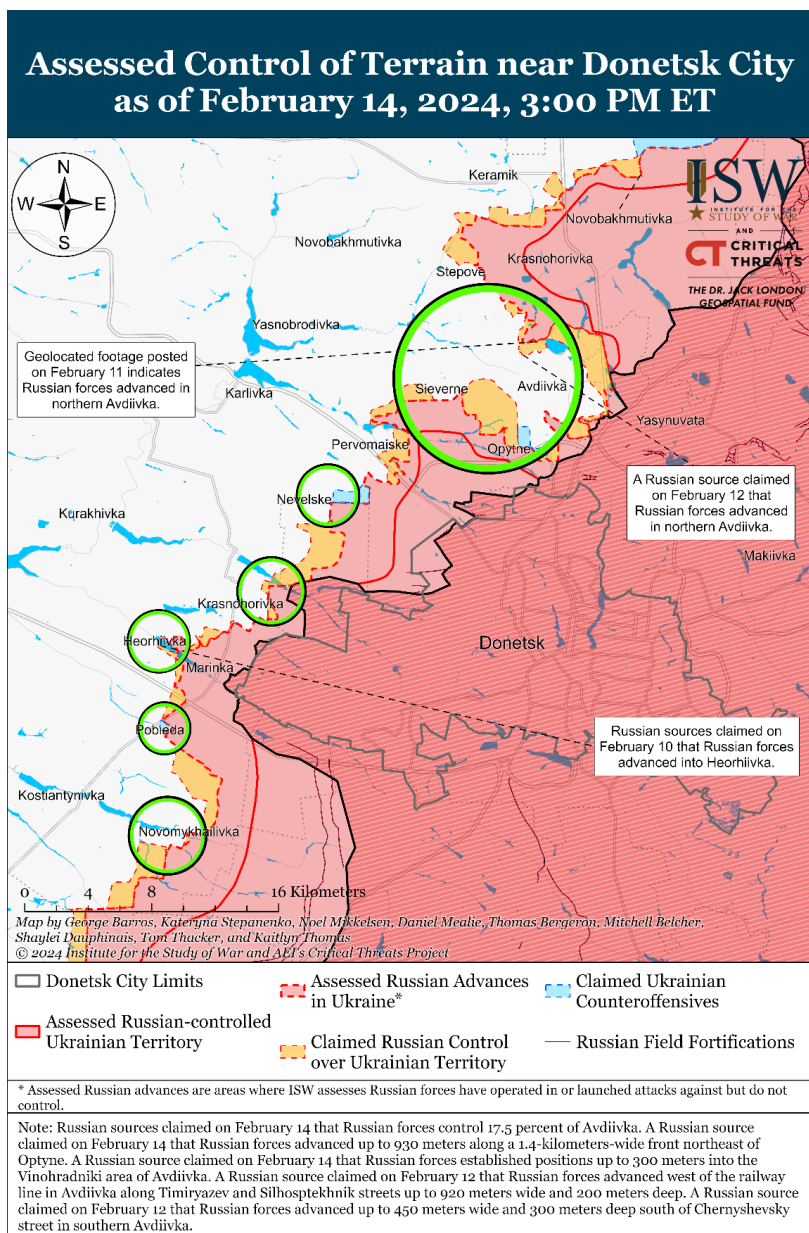 Assessed Control of Terrain near Donetsk City
as of February 14, 2024, 3:00 PM ET
N
W E
S
ISW
INSTITUTE FOR THE
STUDY OF WAR
AND
CT CRITICAL
THREATS
THE DR. JACK LONDON
GEOSPATIAL FUND
Keramik
Novobakhmutivka
Novobakhmutivka
Krasnohorivka
Stepove
Yasnobrodivka
Geolocated footage posted
on February 11 indicates
Russian forces advanced in
northern Avdiivka.
Karlivka
Sieverne
Avdiivka
Yasynuvata
Pervomaiske
Opytne
A Russian source claimed
on February 12 that
Russian forces advanced
in northern Avdiivka.
Nevelske
Kurakhivka
Makiivka
Krasnohorivka
Heorhiivka
Donetsk
Marinka
Pobieda
Russian sources claimed on
February 10 that Russian forces
advanced into Heorhiivka.
Kostiantynivka
Novomykhailivka
0 4 8 16 Kilometers
Map by George Barros, Kateryna Stepanenko, Noel Mikkelsen, Daniel Mealie, Thomas Bergeron, Mitchell Belcher,
Shaylei Dauphinais, Tom Thacker, and Kaitlyn Thomas
© 2024 Institute for the Study of War and AEI's Critical Threats Project
Donetsk City Limits
Assessed Russian-controlled
Ukrainian Territory
Assessed Russian Advances
in Ukraine*
Claimed Russian Control
over Ukrainian Territory
Claimed Ukrainian
Counteroffensives
Russian Field Fortifications
* Assessed Russian advances are areas where ISW assesses Russian forces have operated in or launched attacks against but do not
control.
Note: Russian sources claimed on February 14 that Russian forces control 17.5 percent of Avdiivka. A Russian source
claimed on February 14 that Russian forces advanced up to 930 meters along a 1.4-kilometers-wide front northeast of
Optyne. A Russian source claimed on February 14 that Russian forces established positions up to 300 meters into the
Vinohradniki area of Avdiivka. A Russian source claimed on February 12 that Russian forces advanced west of the railway
line in Avdiivka along Timiryazev and Silhosptekhnik streets up to 920 meters wide and 200 meters deep. A Russian source
claimed on February 12 that Russian forces advanced up to 450 meters wide and 300 meters deep south of Chernyshevsky
street in southern Avdiivka.